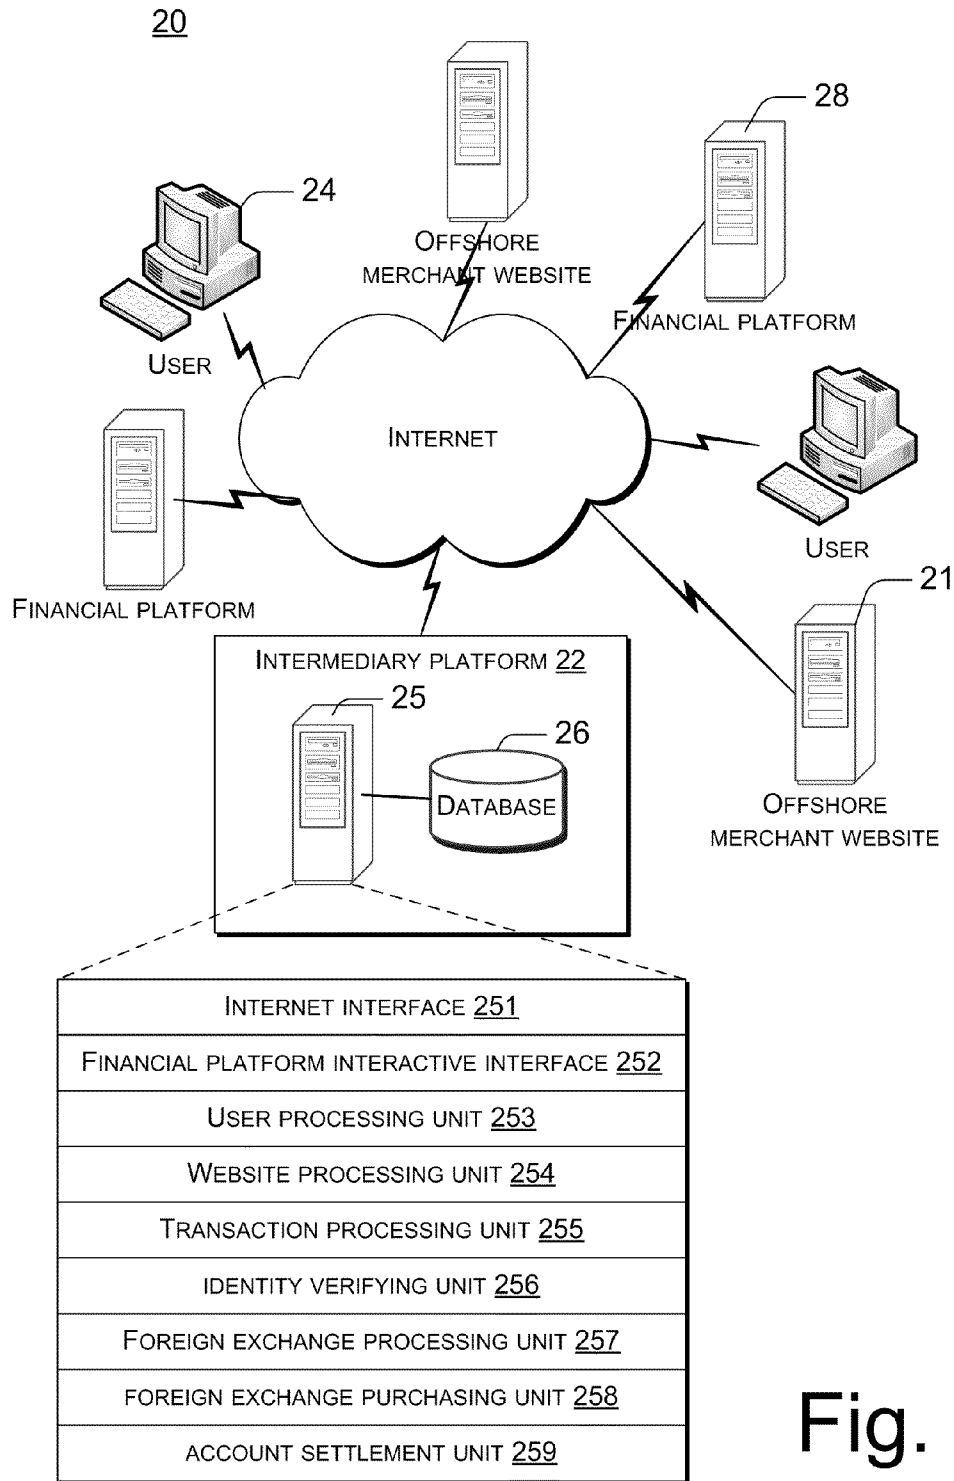 20
28
24
OFFSHORE
MERCHANT WEBSITE
FINANCIAL PLATFORM
USER
INTERNET
USER
FINANCIAL PLATFORM
21
INTERMEDIARY PLATFORM 22
25
26
DATABASE
OFFSHORE
MERCHANT WEBSITE
INTERNET INTERFACE 251
FINANCIAL PLATFORM INTERACTIVE INTERFACE 252
USER PROCESSING UNIT 253
WEBSITE PROCESSING UNIT 254
TRANSACTION PROCESSING UNIT 255
IDENTITY VERIFYING UNIT 256
FOREIGN EXCHANGE PROCESSING UNIT 257
FOREIGN EXCHANGE PURCHASING UNIT 258
ACCOUNT SETTLEMENT UNIT 259
Fig.